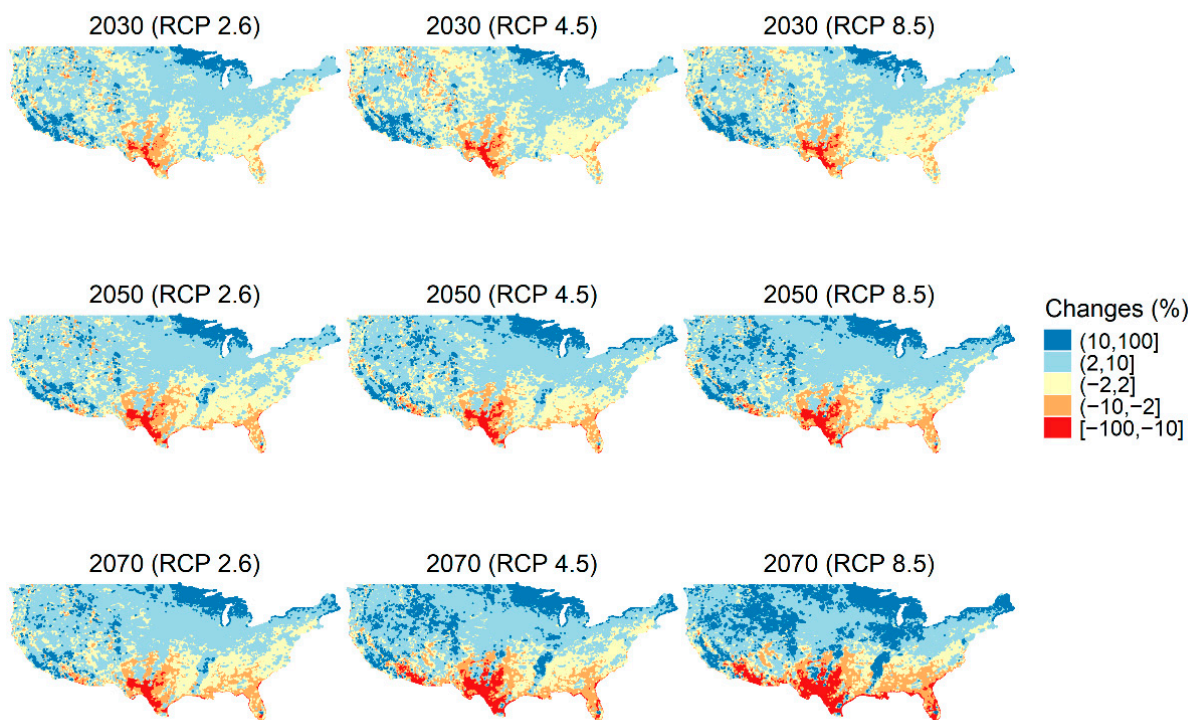 2030 (RCP 2.6)
2030 (RCP 4.5)
2030 (RCP 8.5)
2050 (RCP 2.6)
2050 (RCP 4.5)
2050 (RCP 8.5)
Changes (%)
(10,100]
(2,10]
(−2,2]
(−10,−2]
[−100,−10]
2070 (RCP 2.6)
2070 (RCP 4.5)
2070 (RCP 8.5)